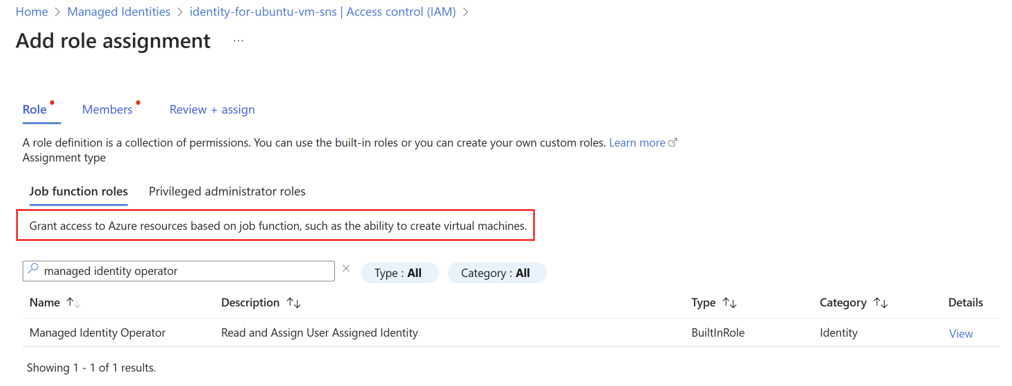 Home > Managed Identities > identity-for-ubuntu-vm-sns | Access control (IAM) >
Add role assignment ...
Role Members Review + assign
A role definition is a collection of permissions. You can use the built-in roles or you can create your own custom roles. Learn more
Assignment type
Job function roles Privileged administrator roles
Grant access to Azure resources based on job function, such as the ability to create virtual machines.
managed identity operator × Type : All Category : All
Name ↑↓ Description ↑↓ Type ↑↓ Category ↑↓ Details
Managed Identity Operator Read and Assign User Assigned Identity BuiltInRole Identity View
Showing 1 - 1 of 1 results.